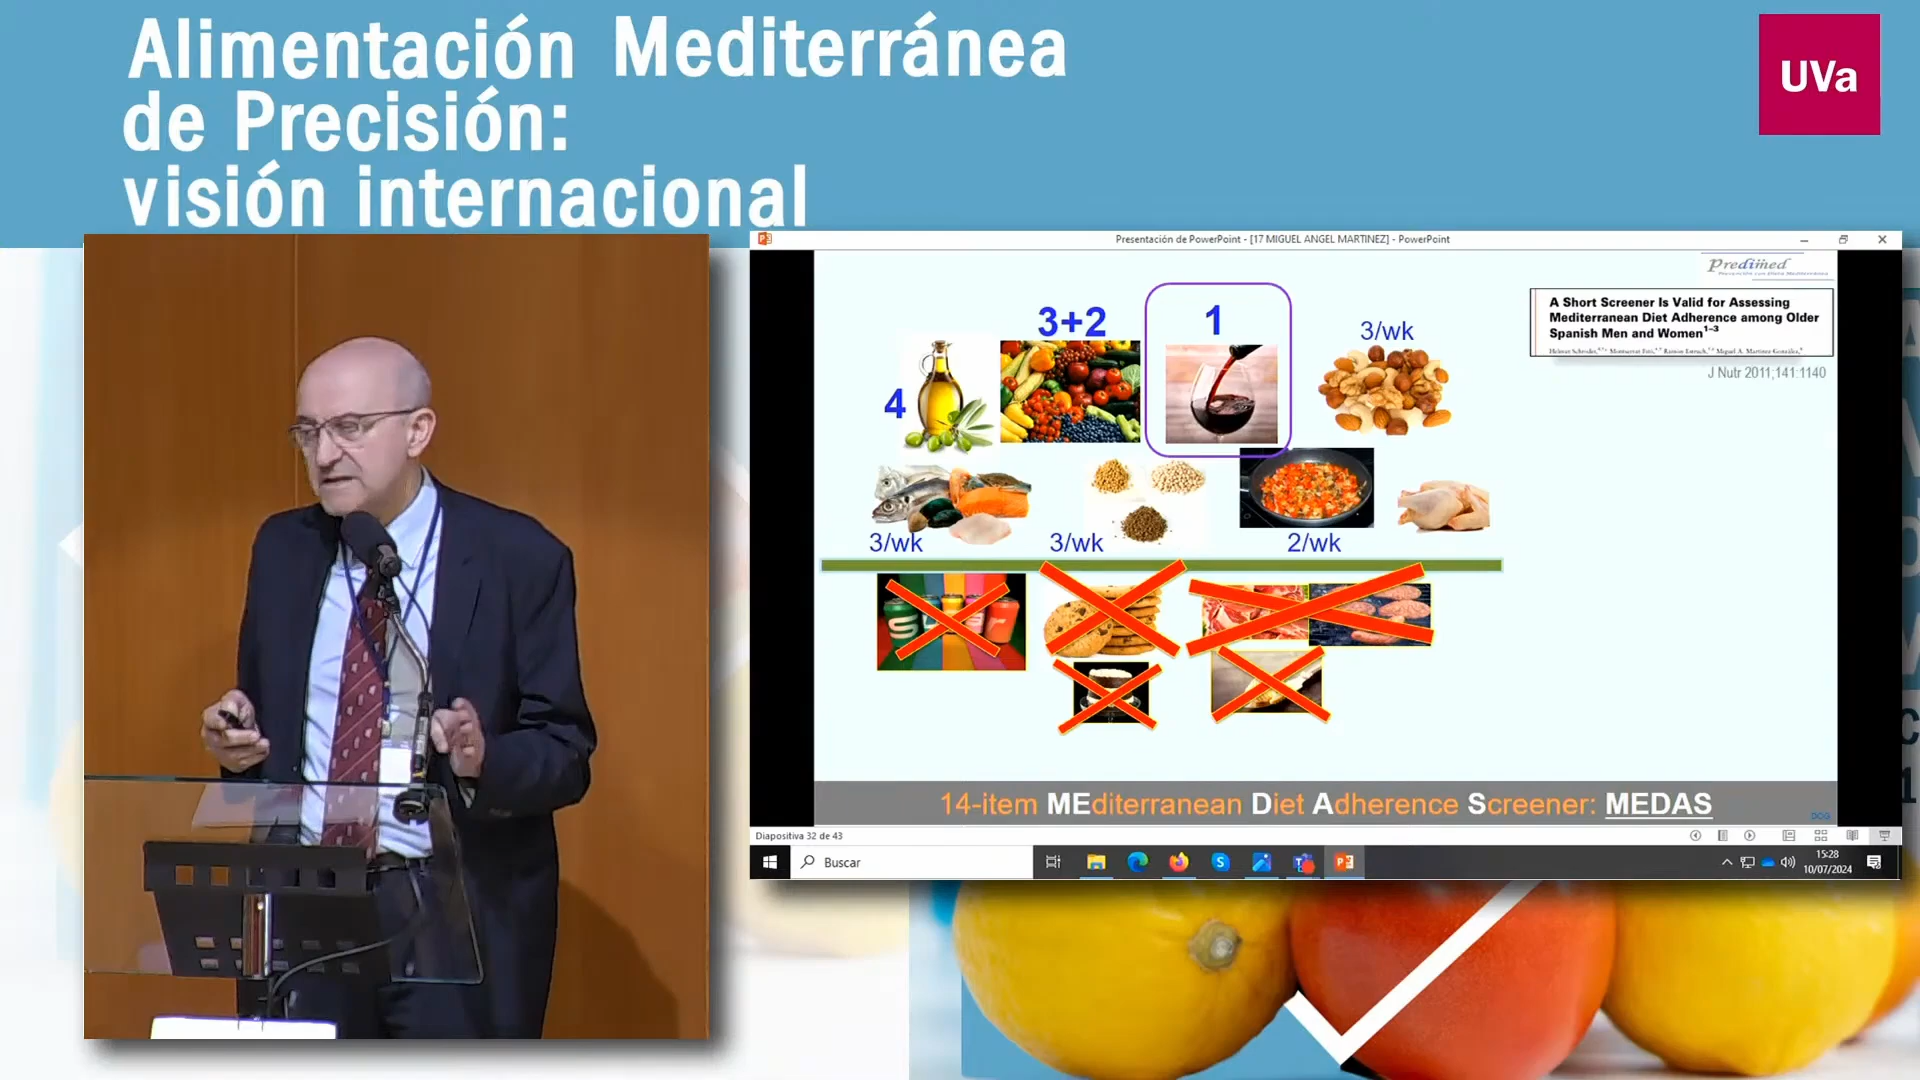 Alimentación Mediterránea
de Precisión:
visión internacional
UVa
Presentación de PowerPoint - [17 MIGUEL ANGEL MARTINEZ] - PowerPoint
Predimed
A Short Screener Is Valid for Assessing
Mediterranean Diet Adherence among Older
Spanish Men and Women¹⁻³
J Nutr 2011;141:1140
3+2
1
3/wk
4
3/wk
3/wk
2/wk
14-item MEditerranean Diet Adherence Screener: MEDAS
Diapositiva 32 de 43
Buscar
15:28
10/07/2024